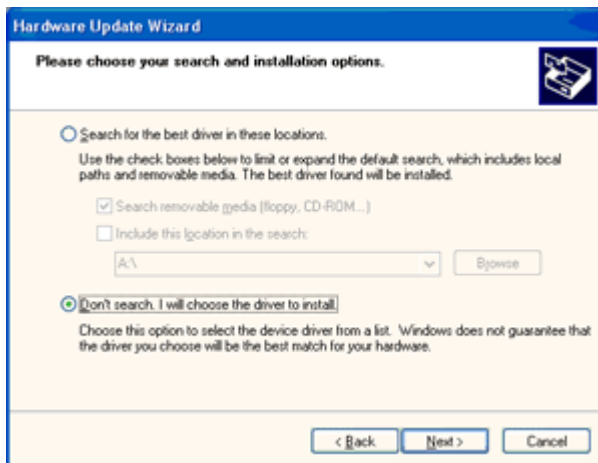 Hardware Update Wizard
Please choose your search and installation options.
Search for the best driver in these locations.
Use the check boxes below to limit or expand the default search, which includes local
paths and removable media. The best driver found will be installed.
Search removable media (floppy, CD-ROM...)
Include this location in the search:
A:\
Browse
Don't search. I will choose the driver to install.
Choose this option to select the device driver from a list. Windows does not guarantee that
the driver you choose will be the best match for your hardware.
< Back Next > Cancel